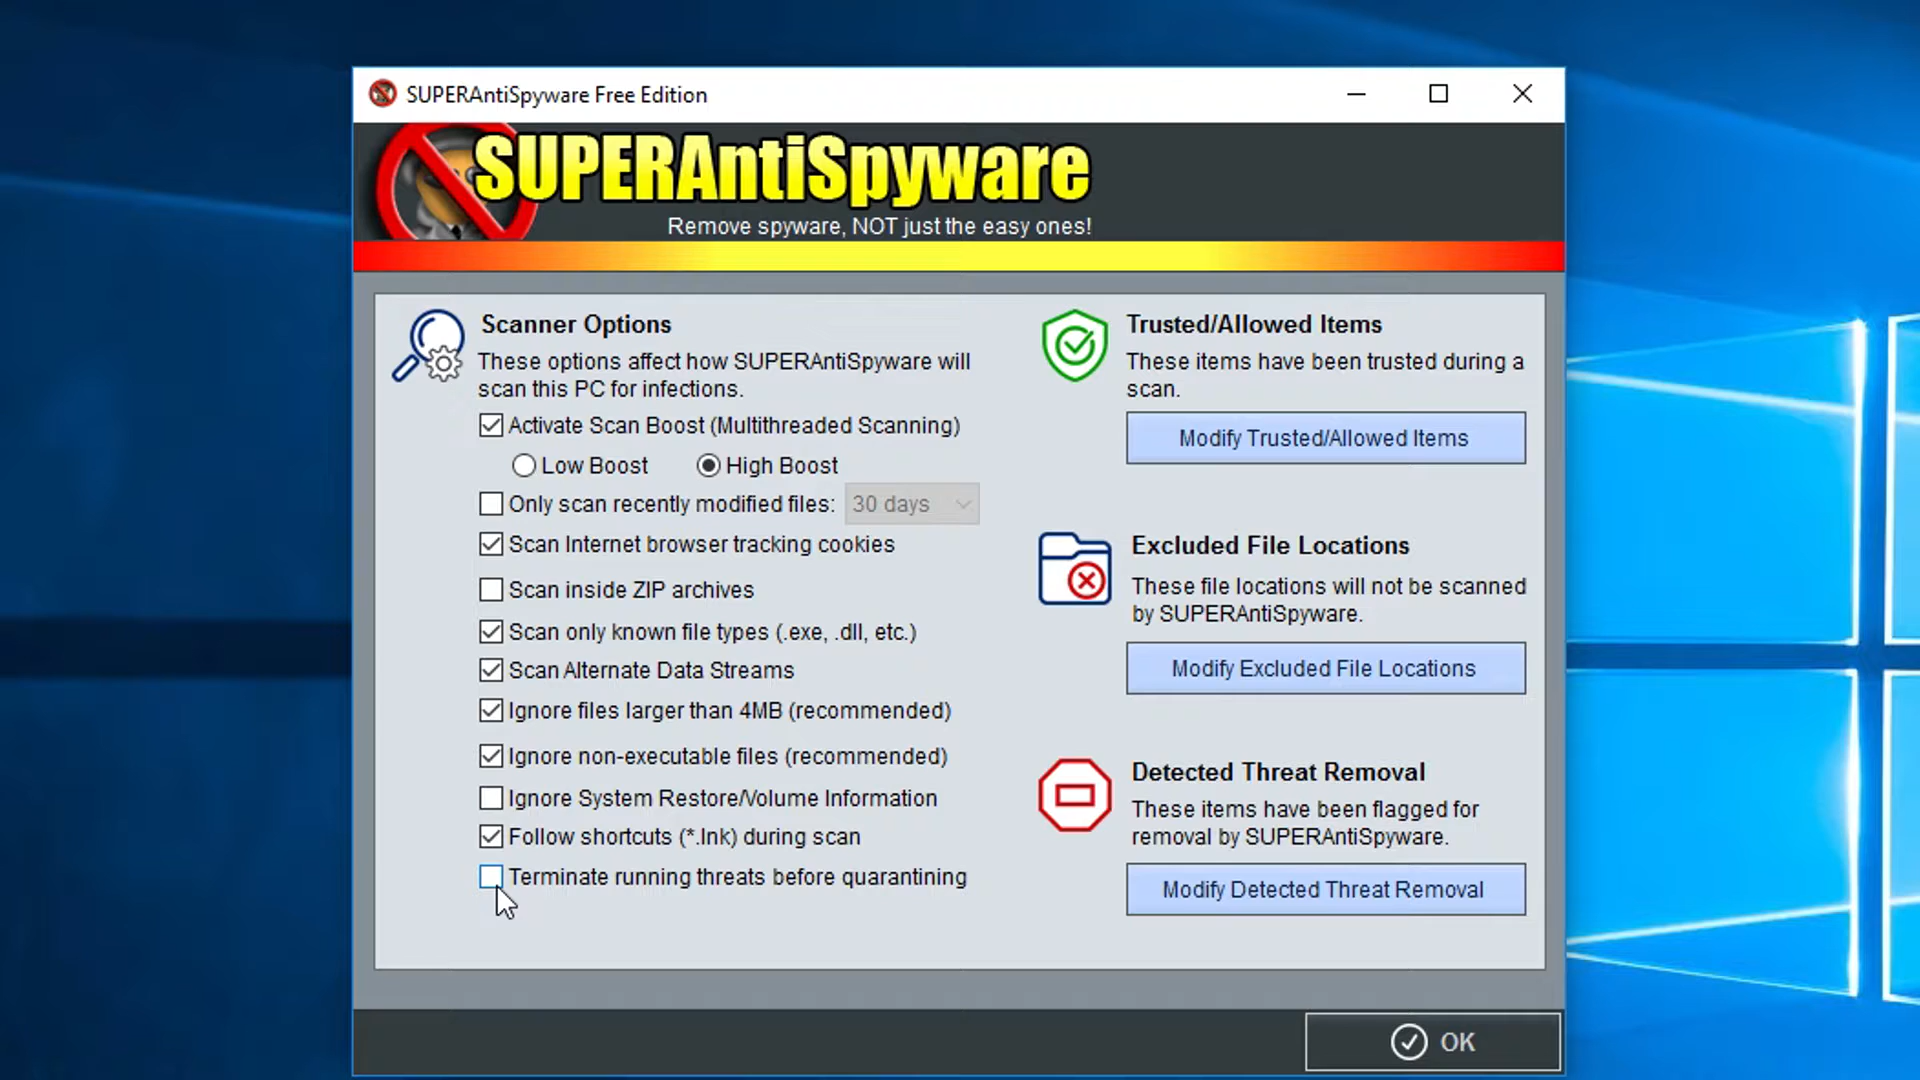 SUPERAntiSpyware Free Edition
SUPERAntiSpyware
Remove spyware, NOT just the easy ones!
Scanner Options
These options affect how SUPERAntiSpyware will
scan this PC for infections.
Activate Scan Boost (Multithreaded Scanning)
Low Boost High Boost
Only scan recently modified files: 30 days
Scan Internet browser tracking cookies
Scan inside ZIP archives
Scan only known file types (.exe, .dll, etc.)
Scan Alternate Data Streams
Ignore files larger than 4MB (recommended)
Ignore non-executable files (recommended)
Ignore System Restore/Volume Information
Follow shortcuts (*.lnk) during scan
Terminate running threats before quarantining
Trusted/Allowed Items
These items have been trusted during a
scan.
Modify Trusted/Allowed Items
Excluded File Locations
These file locations will not be scanned
by SUPERAntiSpyware.
Modify Excluded File Locations
Detected Threat Removal
These items have been flagged for
removal by SUPERAntiSpyware.
Modify Detected Threat Removal
OK